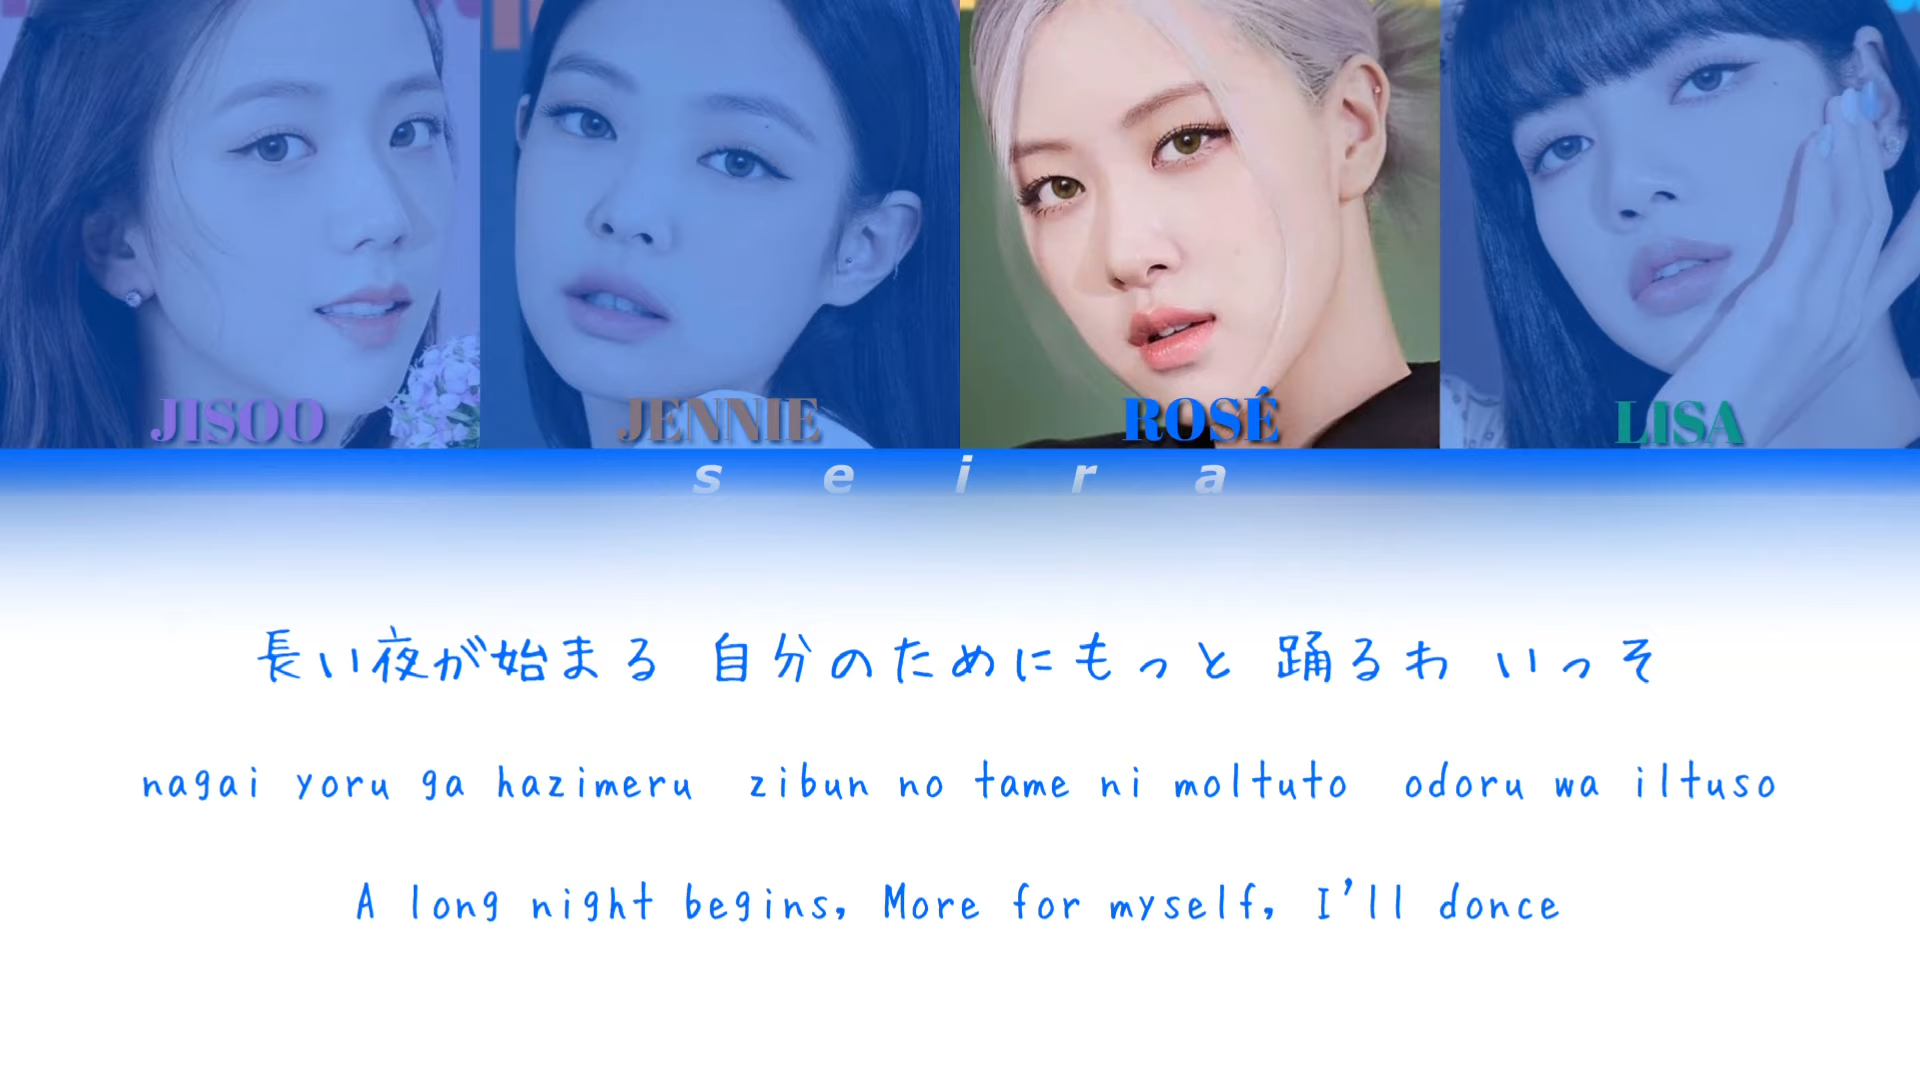 JISOO JENNIE ROSÉ LISA
seira
長い夜が始まる 自分のためにもっと 踊るわ いっそ
nagai yoru ga hazimeru zibun no tame ni moltuto odoru wa iltuso
A long night begins, More for myself, I'll donce